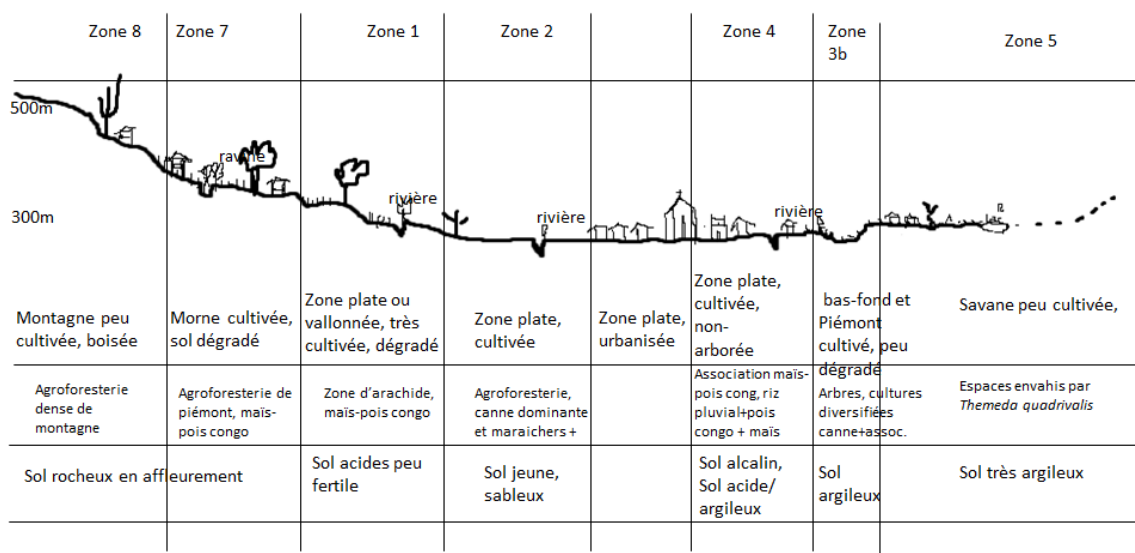 Zone 8
Zone 7
Zone 1
Zone 2
Zone 4
Zone
3b
Zone 5
500m
ravine
rivière
rivière
rivière
300m
Montagne peu
cultivée, boisée
Morne cultivée,
sol dégradé
Zone plate ou
vallonnée, très
cultivée, dégradé
Zone plate,
cultivée
Zone plate,
urbanisée
Zone plate,
cultivée,
non-
arborée
bas-fond et
Piémont
cultivé, peu
dégradé
Savane peu cultivée,
Agroforesterie
dense de
montagne
Agroforesterie de
piémont, maïs-
pois congo
Zone d’arachide,
maïs-pois congo
Agroforesterie,
canne dominante
et maraichers +
Association maïs-
pois cong, riz
pluvial+pois
congo + maïs
Arbres, cultures
diversifiées
canne+assoc.
Espaces envahis par
Themeda quadrivalis
Sol rocheux en affleurement
Sol acides peu
fertile
Sol jeune,
sableux
Sol alcalin,
Sol acide/
argileux
Sol
argileux
Sol très argileux